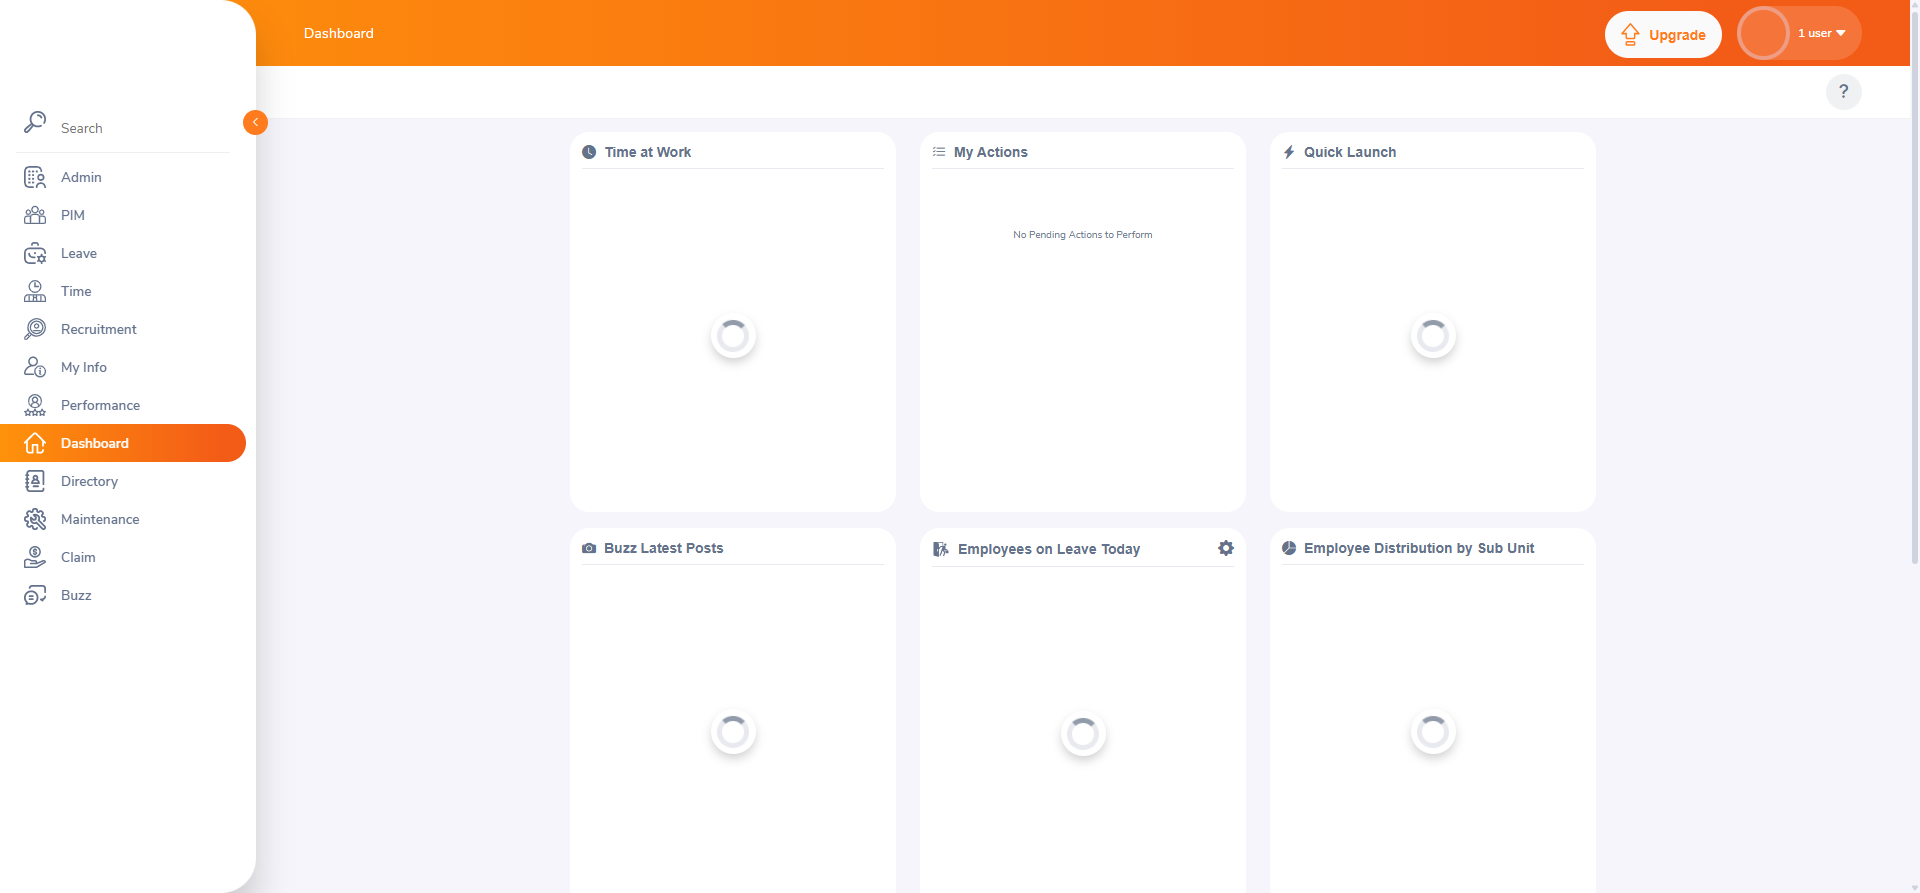 Dashboard
Upgrade
1 user
?
Search
Admin
PIM
Leave
Time
Recruitment
My Info
Performance
Dashboard
Directory
Maintenance
Claim
Buzz
Time at Work
My Actions
No Pending Actions to Perform
Quick Launch
Buzz Latest Posts
Employees on Leave Today
Employee Distribution by Sub Unit